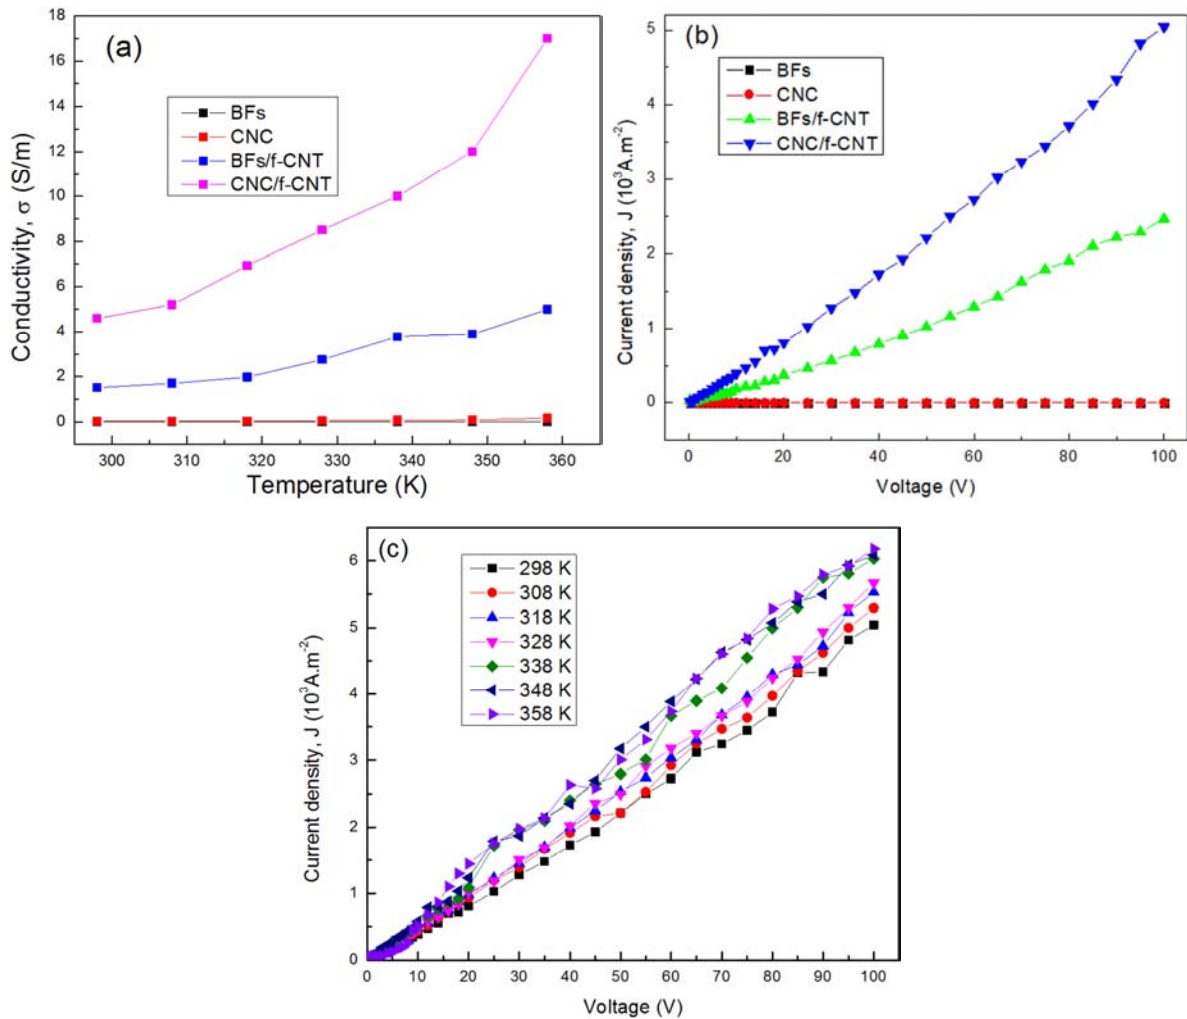 (a)
BFs
CNC
BFs/f-CNT
CNC/f-CNT
Conductivity, σ (S/m)
18
16
14
12
10
8
6
4
2
0
300 310 320 330 340 350 360
Temperature (K)
(b)
BFs
CNC
BFs/f-CNT
CNC/f-CNT
Current density, J (10³A.m⁻²)
5
4
3
2
1
0
0 20 40 60 80 100
Voltage (V)
(c)
298 K
308 K
318 K
328 K
338 K
348 K
358 K
Current density, J (10³A.m⁻²)
6
5
4
3
2
1
0
0 10 20 30 40 50 60 70 80 90 100
Voltage (V)